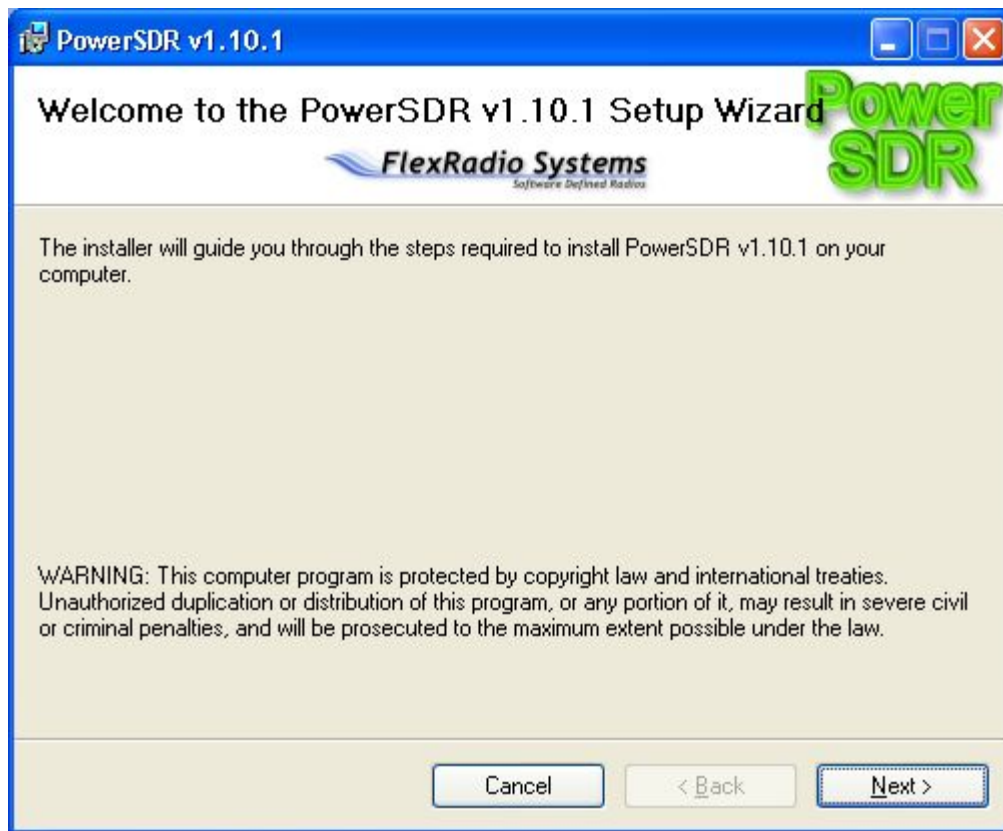 PowerSDR v1.10.1
Welcome to the PowerSDR v1.10.1 Setup Wizard
Power
SDR
FlexRadio Systems
Software Defined Radios
The installer will guide you through the steps required to install PowerSDR v1.10.1 on your
computer.
WARNING: This computer program is protected by copyright law and international treaties.
Unauthorized duplication or distribution of this program, or any portion of it, may result in severe civil
or criminal penalties, and will be prosecuted to the maximum extent possible under the law.
Cancel
< Back
Next >